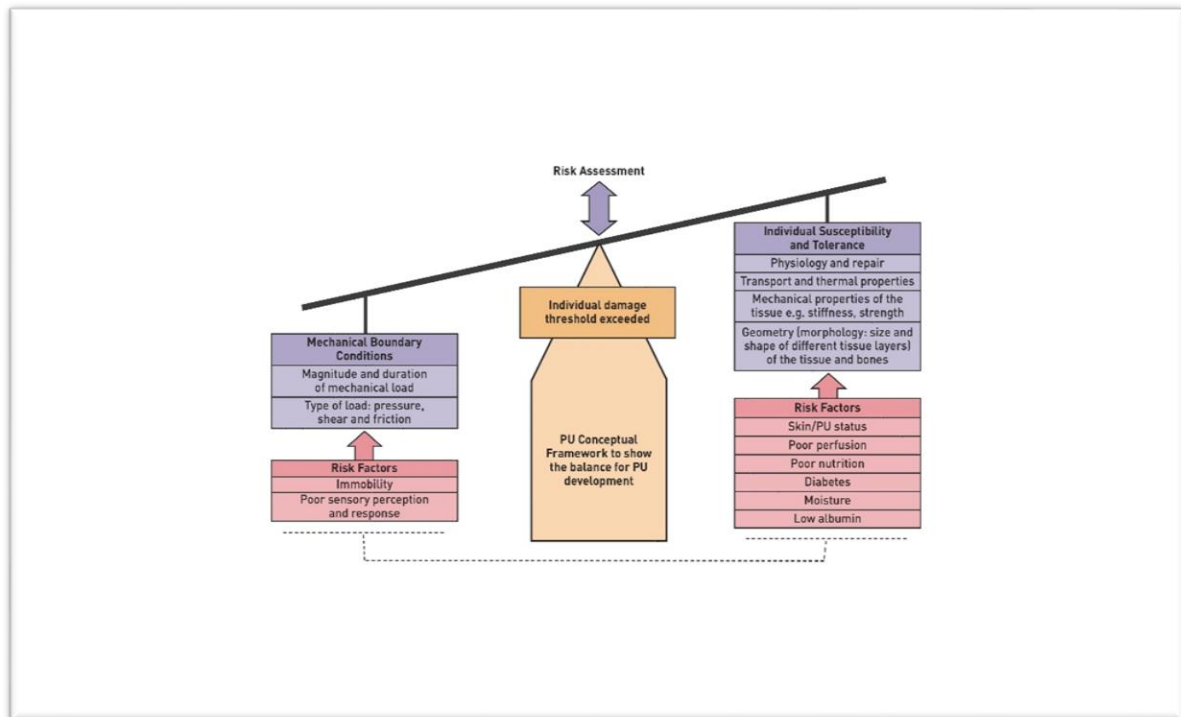 Risk Assessment
Individual damage
threshold exceeded
PU Conceptual
Framework to show
the balance for PU
development
Mechanical Boundary
Conditions
Magnitude and duration
of mechanical load
Type of load: pressure,
shear and friction
Risk Factors
Immobility
Poor sensory perception
and response
Individual Susceptibility
and Tolerance
Physiology and repair
Transport and thermal properties
Mechanical properties of the
tissue e.g. stiffness, strength
Geometry (morphology: size and
shape of different tissue layers)
of the tissue and bones
Risk Factors
Skin/PU status
Poor perfusion
Poor nutrition
Diabetes
Moisture
Low albumin